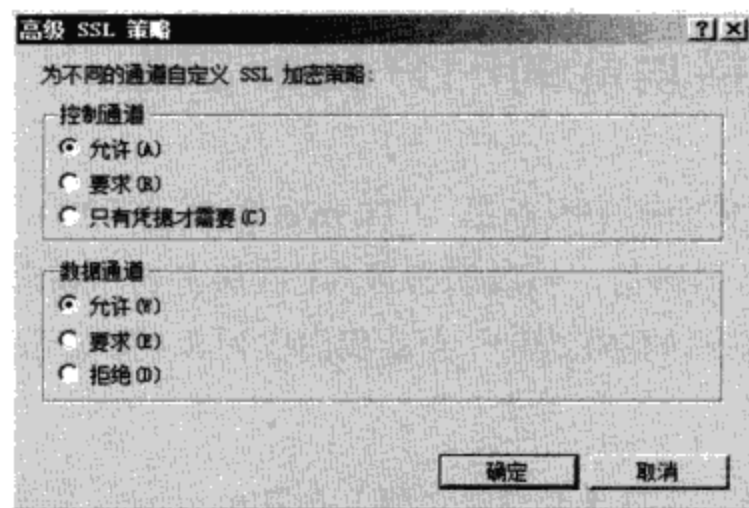 高级 SSL 策略
为不同的通道自定义 SSL 加密策略:
控制通道
允许(A)
要求(R)
只有凭据才需要(C)
数据通道
允许(W)
要求(E)
拒绝(D)
确定
取消